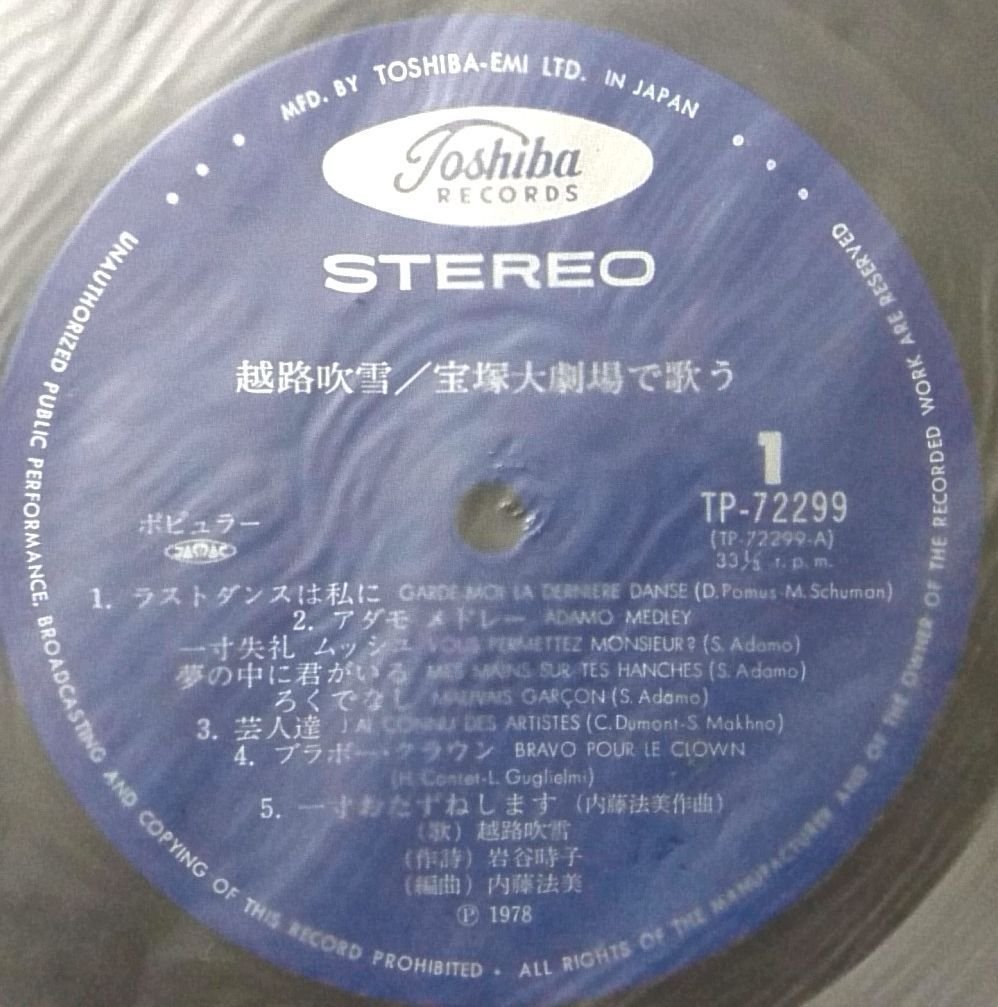 MFD. BY TOSHIBA-EMI LTD. IN JAPAN
Toshiba
RECORDS
STEREO
越路吹雪／宝塚大劇場で歌う
1
TP-72299
(TP-72299-A)
33⅓ r.p.m.
ポピュラー
JASRAC
1. ラストダンスは私に GARDE MOI LA DERNIERE DANSE (D. Pomus-M. Schuman)
2. アダモ メドレー ADAMO MEDLEY
一寸失礼 ムッシュ VOUS PERMETTEZ MONSIEUR? (S. Adamo)
夢の中に君がいる MES MAINS SUR TES HANCHES (S. Adamo)
ろくでなし MAUVAIS GARÇON (S. Adamo)
3. 芸人達 J'AI CONNU DES ARTISTES (C. Dumont-S. Makhno)
4. ブラボー・クラウン BRAVO POUR LE CLOWN
(H. Contet-L. Guglielmi)
5. 一寸おたずねします (内藤法美作曲)
(歌) 越路吹雪
(作詩) 岩谷時子
(編曲) 内藤法美
Ⓟ 1978
UNAUTHORIZED PUBLIC PERFORMANCE, BROADCASTING AND COPYING OF THIS RECORD PROHIBITED • ALL RIGHTS OF THE MANUFACTURER AND OF THE OWNER OF THE RECORDED WORK ARE RESERVED